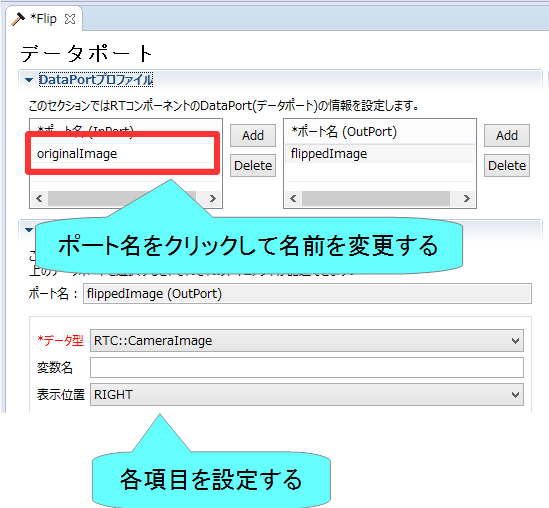 *Flip
データポート
DataPortプロファイル
このセクションではRTコンポーネントのDataPort(データポート)の情報を設定します。
*ポート名 (InPort)
originalImage
Add
Delete
*ポート名 (OutPort)
flippedImage
Add
Delete
ポート名をクリックして名前を変更する
ポート名: flippedImage (OutPort)
*データ型 RTC::CameraImage
変数名
表示位置 RIGHT
各項目を設定する